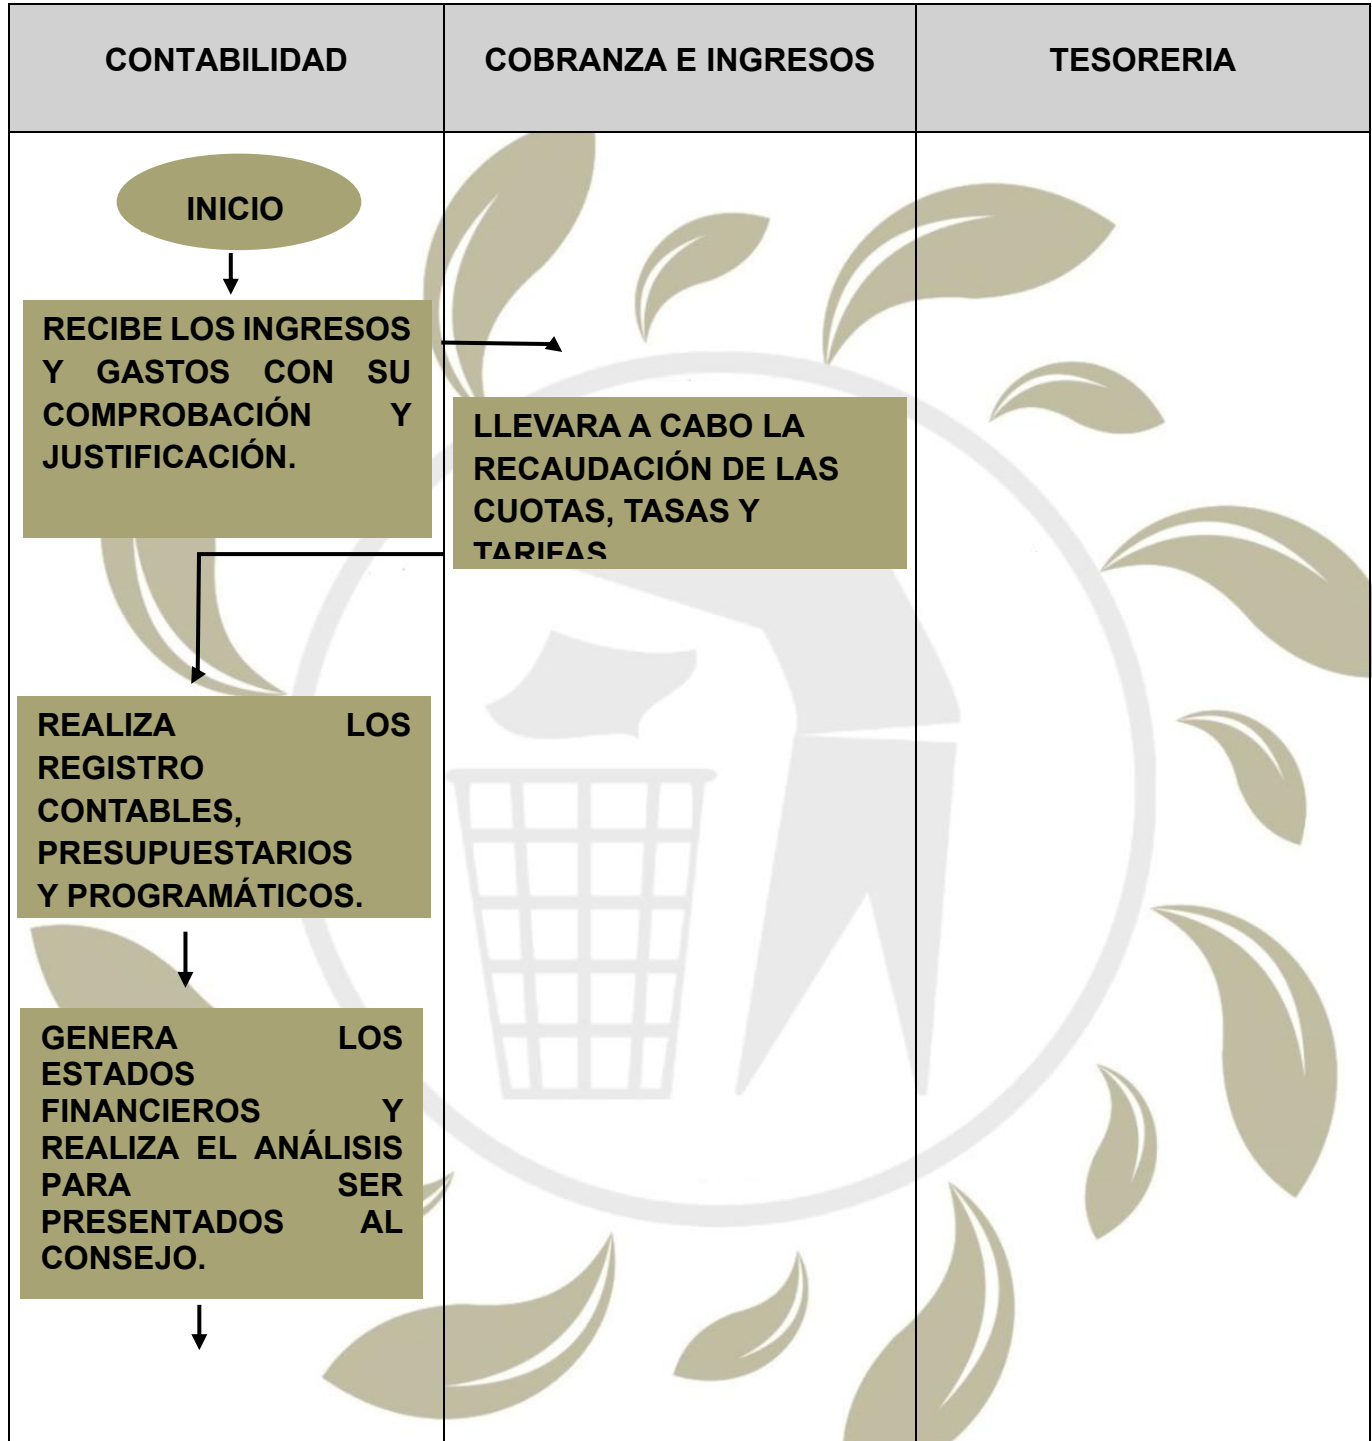 CONTABILIDAD
COBRANZA E INGRESOS
TESORERIA
INICIO
RECIBE LOS INGRESOS
Y GASTOS CON SU
COMPROBACIÓN Y
JUSTIFICACIÓN.
LLEVARA A CABO LA
RECAUDACIÓN DE LAS
CUOTAS, TASAS Y
TARIFAS
REALIZA LOS
REGISTRO
CONTABLES,
PRESUPUESTARIOS
Y PROGRAMÁTICOS.
GENERA LOS
ESTADOS
FINANCIEROS Y
REALIZA EL ANÁLISIS
PARA SER
PRESENTADOS AL
CONSEJO.